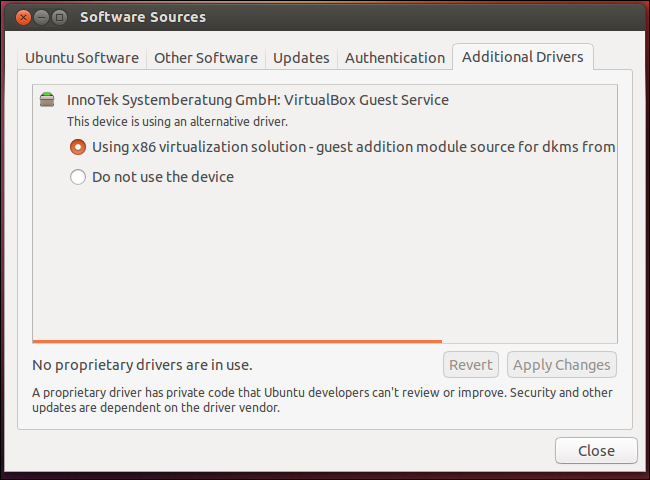 Software Sources
Ubuntu Software Other Software Updates Authentication Additional Drivers
InnoTek Systemberatung GmbH: VirtualBox Guest Service
This device is using an alternative driver.
Using x86 virtualization solution - guest addition module source for dkms from
Do not use the device
No proprietary drivers are in use.
Revert Apply Changes
A proprietary driver has private code that Ubuntu developers can't review or improve. Security and other
updates are dependent on the driver vendor.
Close